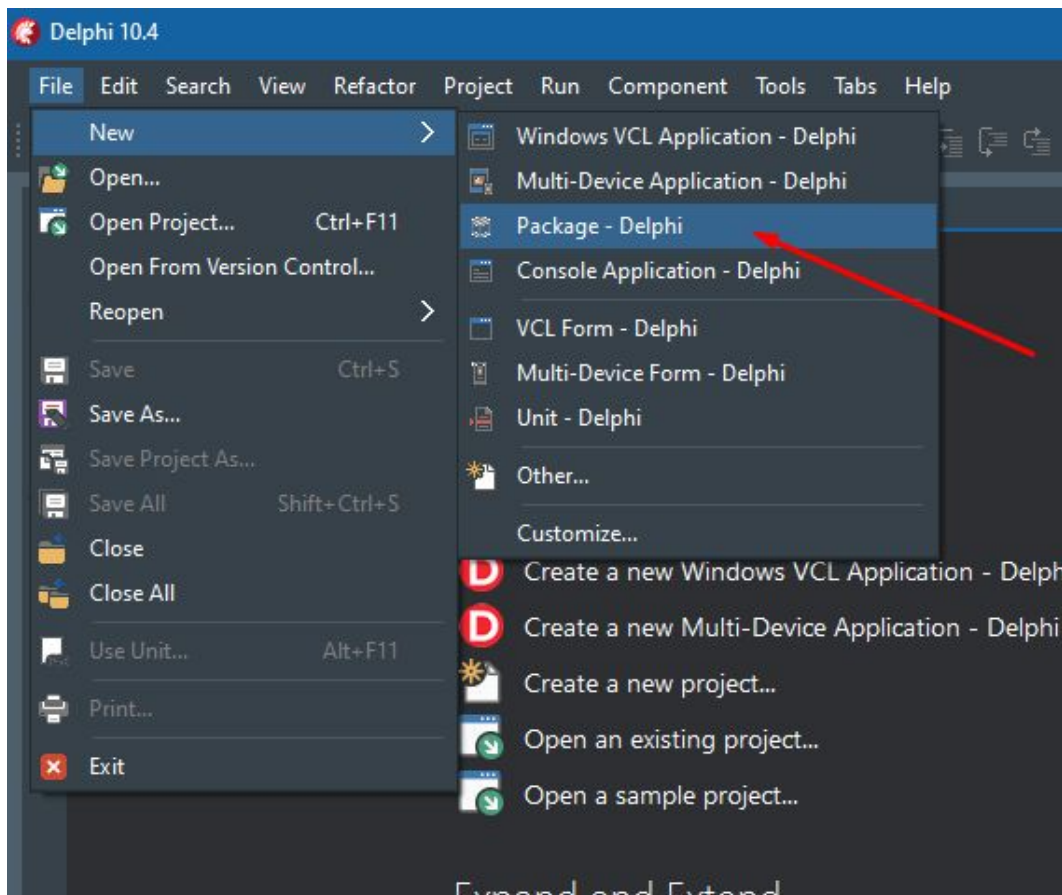 Delphi 10.4
File Edit Search View Refactor Project Run Component Tools Tabs Help
New
Open...
Open Project... Ctrl+F11
Open From Version Control...
Reopen
Save Ctrl+S
Save As...
Save Project As...
Save All Shift+Ctrl+S
Close
Close All
Use Unit... Alt+F11
Print...
Exit
Windows VCL Application - Delphi
Multi-Device Application - Delphi
Package - Delphi
Console Application - Delphi
VCL Form - Delphi
Multi-Device Form - Delphi
Unit - Delphi
Other...
Customize...
Create a new Windows VCL Application - Delph
Create a new Multi-Device Application - Delphi
Create a new project...
Open an existing project...
Open a sample project...
Expand and Extend